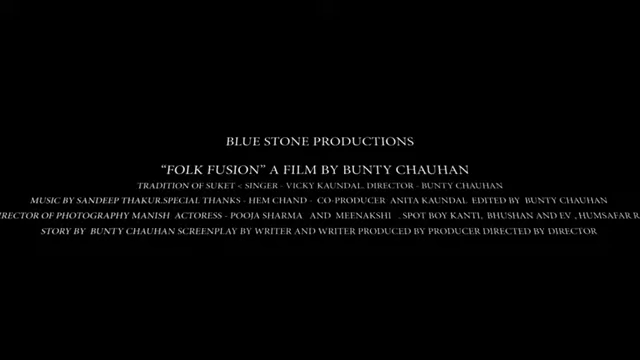 BLUE STONE PRODUCTIONS
“FOLK FUSION” A FILM BY BUNTY CHAUHAN
TRADITION OF SUKET < SINGER - VICKY KAUNDAL. DIRECTOR - BUNTY CHAUHAN
MUSIC BY SANDEEP THAKUR.SPECIAL THANKS - HEM CHAND - CO-PRODUCER ANITA KAUNDAL EDITED BY BUNTY CHAUHAN
IRECTOR OF PHOTOGRAPHY MANISH ACTORESS - POOJA SHARMA AND MEENAKSHI . SPOT BOY KANTI, BHUSHAN AND EV , HUMSAFAR R
STORY BY BUNTY CHAUHAN SCREENPLAY BY WRITER AND WRITER PRODUCED BY PRODUCER DIRECTED BY DIRECTOR